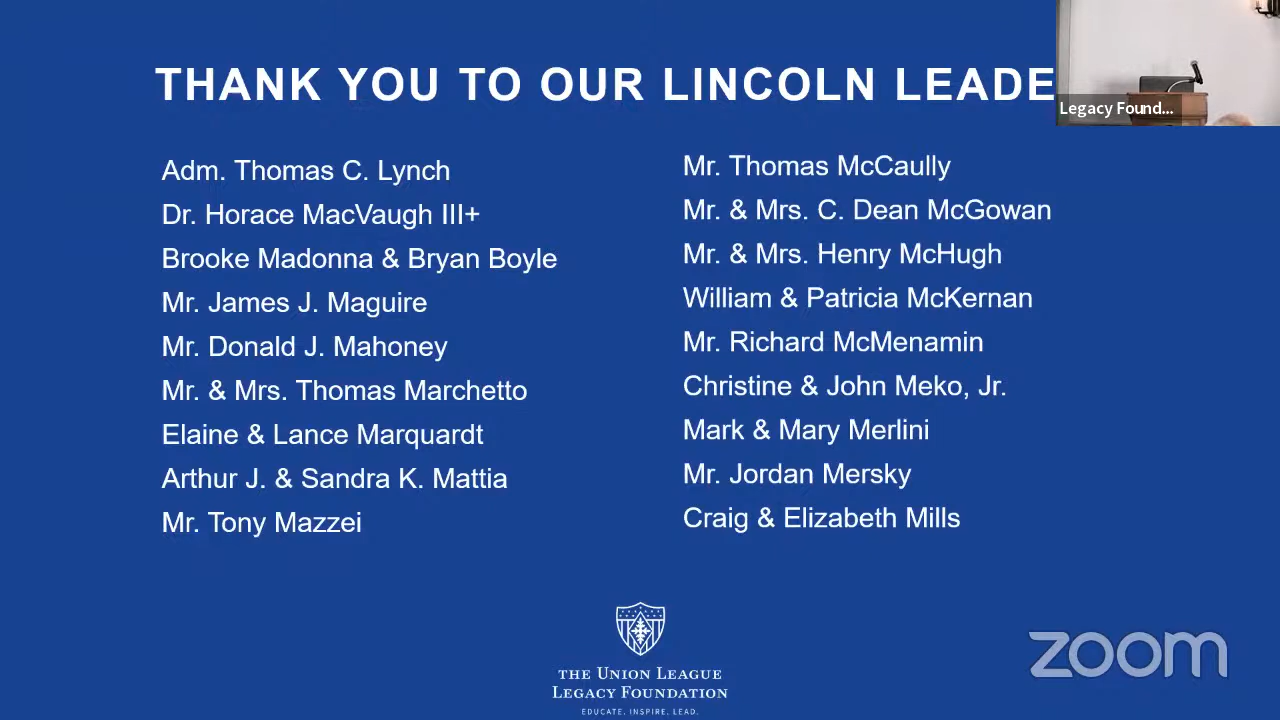 THANK YOU TO OUR LINCOLN LEADE
Legacy Found...
Adm. Thomas C. Lynch
Dr. Horace MacVaugh III+
Brooke Madonna & Bryan Boyle
Mr. James J. Maguire
Mr. Donald J. Mahoney
Mr. & Mrs. Thomas Marchetto
Elaine & Lance Marquardt
Arthur J. & Sandra K. Mattia
Mr. Tony Mazzei
Mr. Thomas McCaully
Mr. & Mrs. C. Dean McGowan
Mr. & Mrs. Henry McHugh
William & Patricia McKernan
Mr. Richard McMenamin
Christine & John Meko, Jr.
Mark & Mary Merlini
Mr. Jordan Mersky
Craig & Elizabeth Mills
THE UNION LEAGUE
LEGACY FOUNDATION
EDUCATE. INSPIRE. LEAD.
zoom